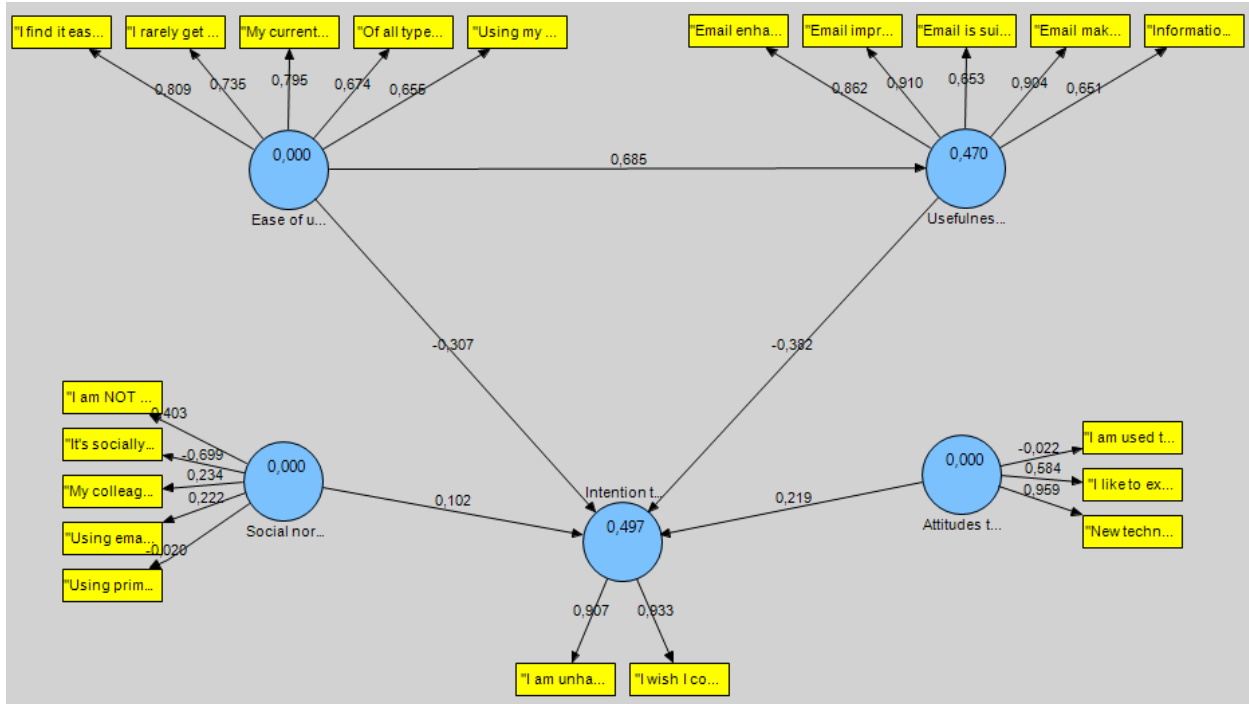 "I find it eas...
"I rarely get ...
"My current...
"Of all type...
"Using my ...
"Email enha...
"Email impr...
"Email is sui...
"Email mak...
"Informatio...
0,809
0,735
0,795
0,674
0,655
0,862
0,910
0,653
0,904
0,651
0,000
0,685
0,470
Ease of u...
Usefulnes...
-0,307
-0,382
"I am NOT ...
0,403
"It's socially...
-0,699
"My colleag...
0,234
"Using ema...
0,222
"Using prim...
-0,020
0,000
Social nor...
0,102
Intention t...
0,497
0,219
0,000
Attitudes t...
"I am used t...
-0,022
"I like to ex...
0,584
"New techn...
0,959
0,907
0,933
"I am unha...
"I wish I co...